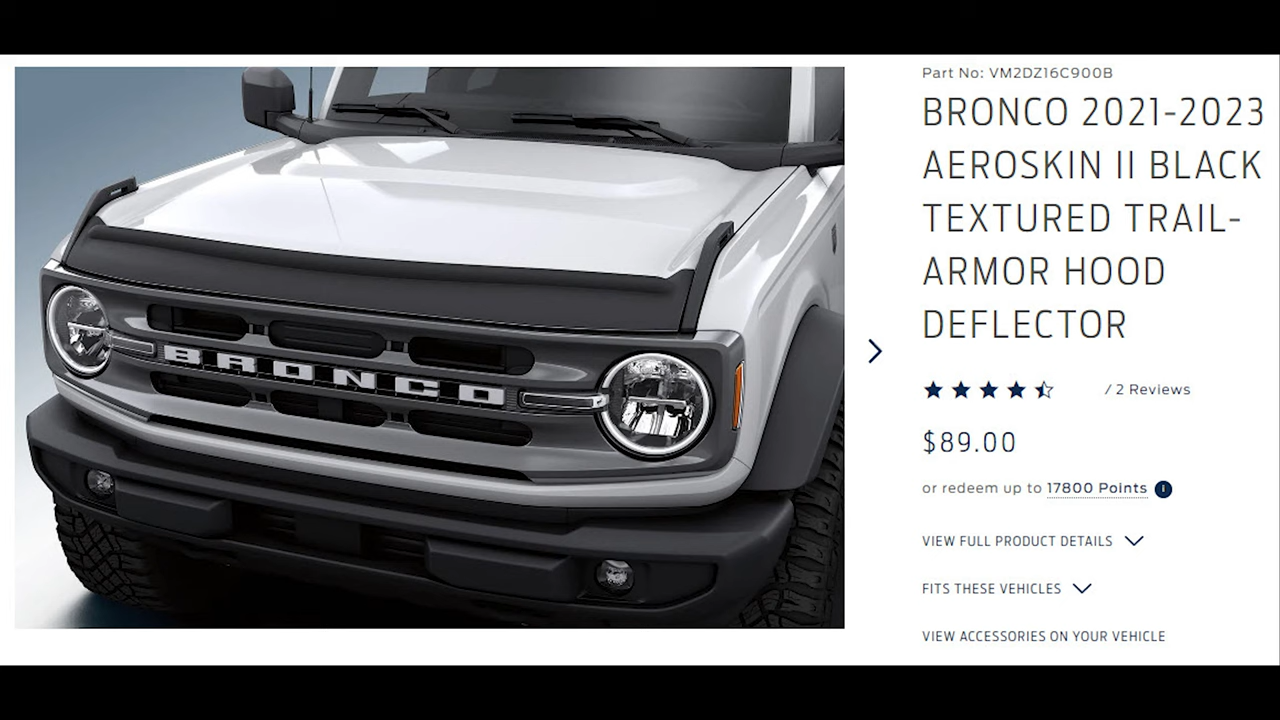 BRONCO
Part No: VM2DZ16C900B
BRONCO 2021-2023
AEROSKIN II BLACK
TEXTURED TRAIL-
ARMOR HOOD
DEFLECTOR
/ 2 Reviews
$89.00
or redeem up to 17800 Points i
VIEW FULL PRODUCT DETAILS
FITS THESE VEHICLES
VIEW ACCESSORIES ON YOUR VEHICLE